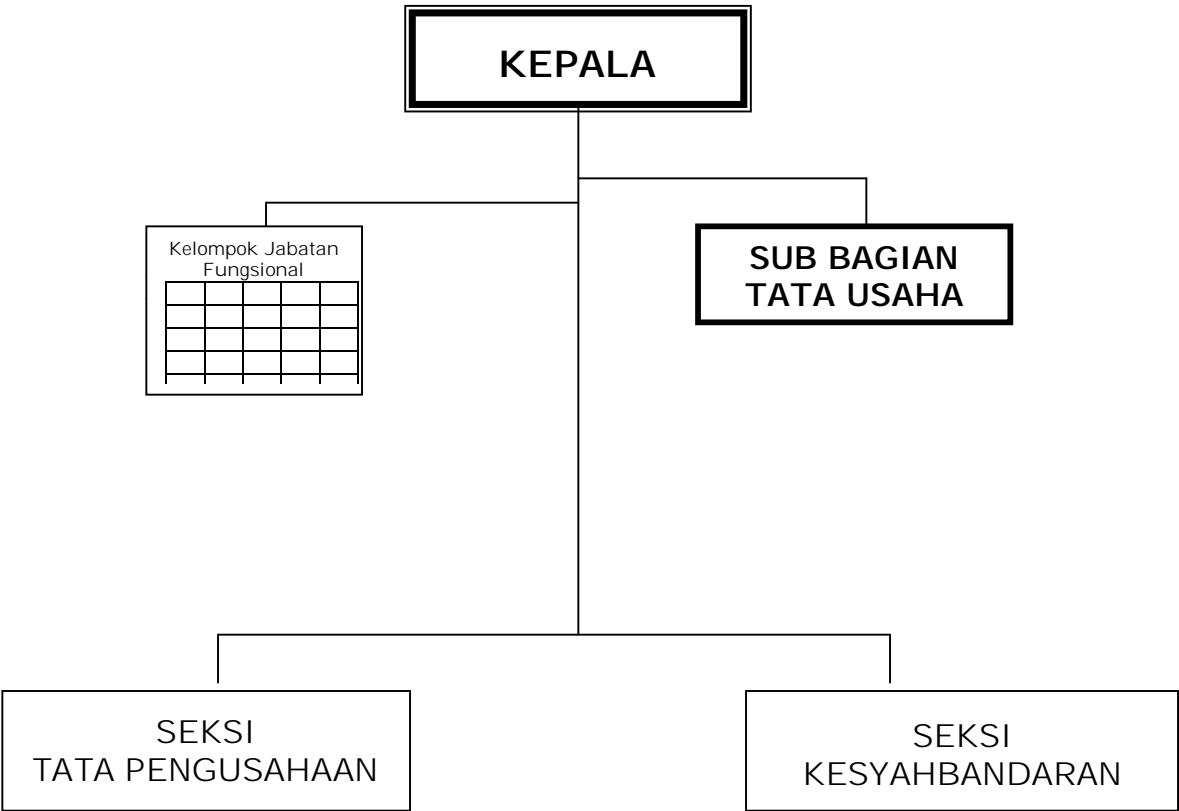 KEPALA
Kelompok Jabatan
Fungsional
SUB BAGIAN
TATA USAHA
SEKSI
TATA PENGUSAHAAN
SEKSI
KESYAHBANDARAN